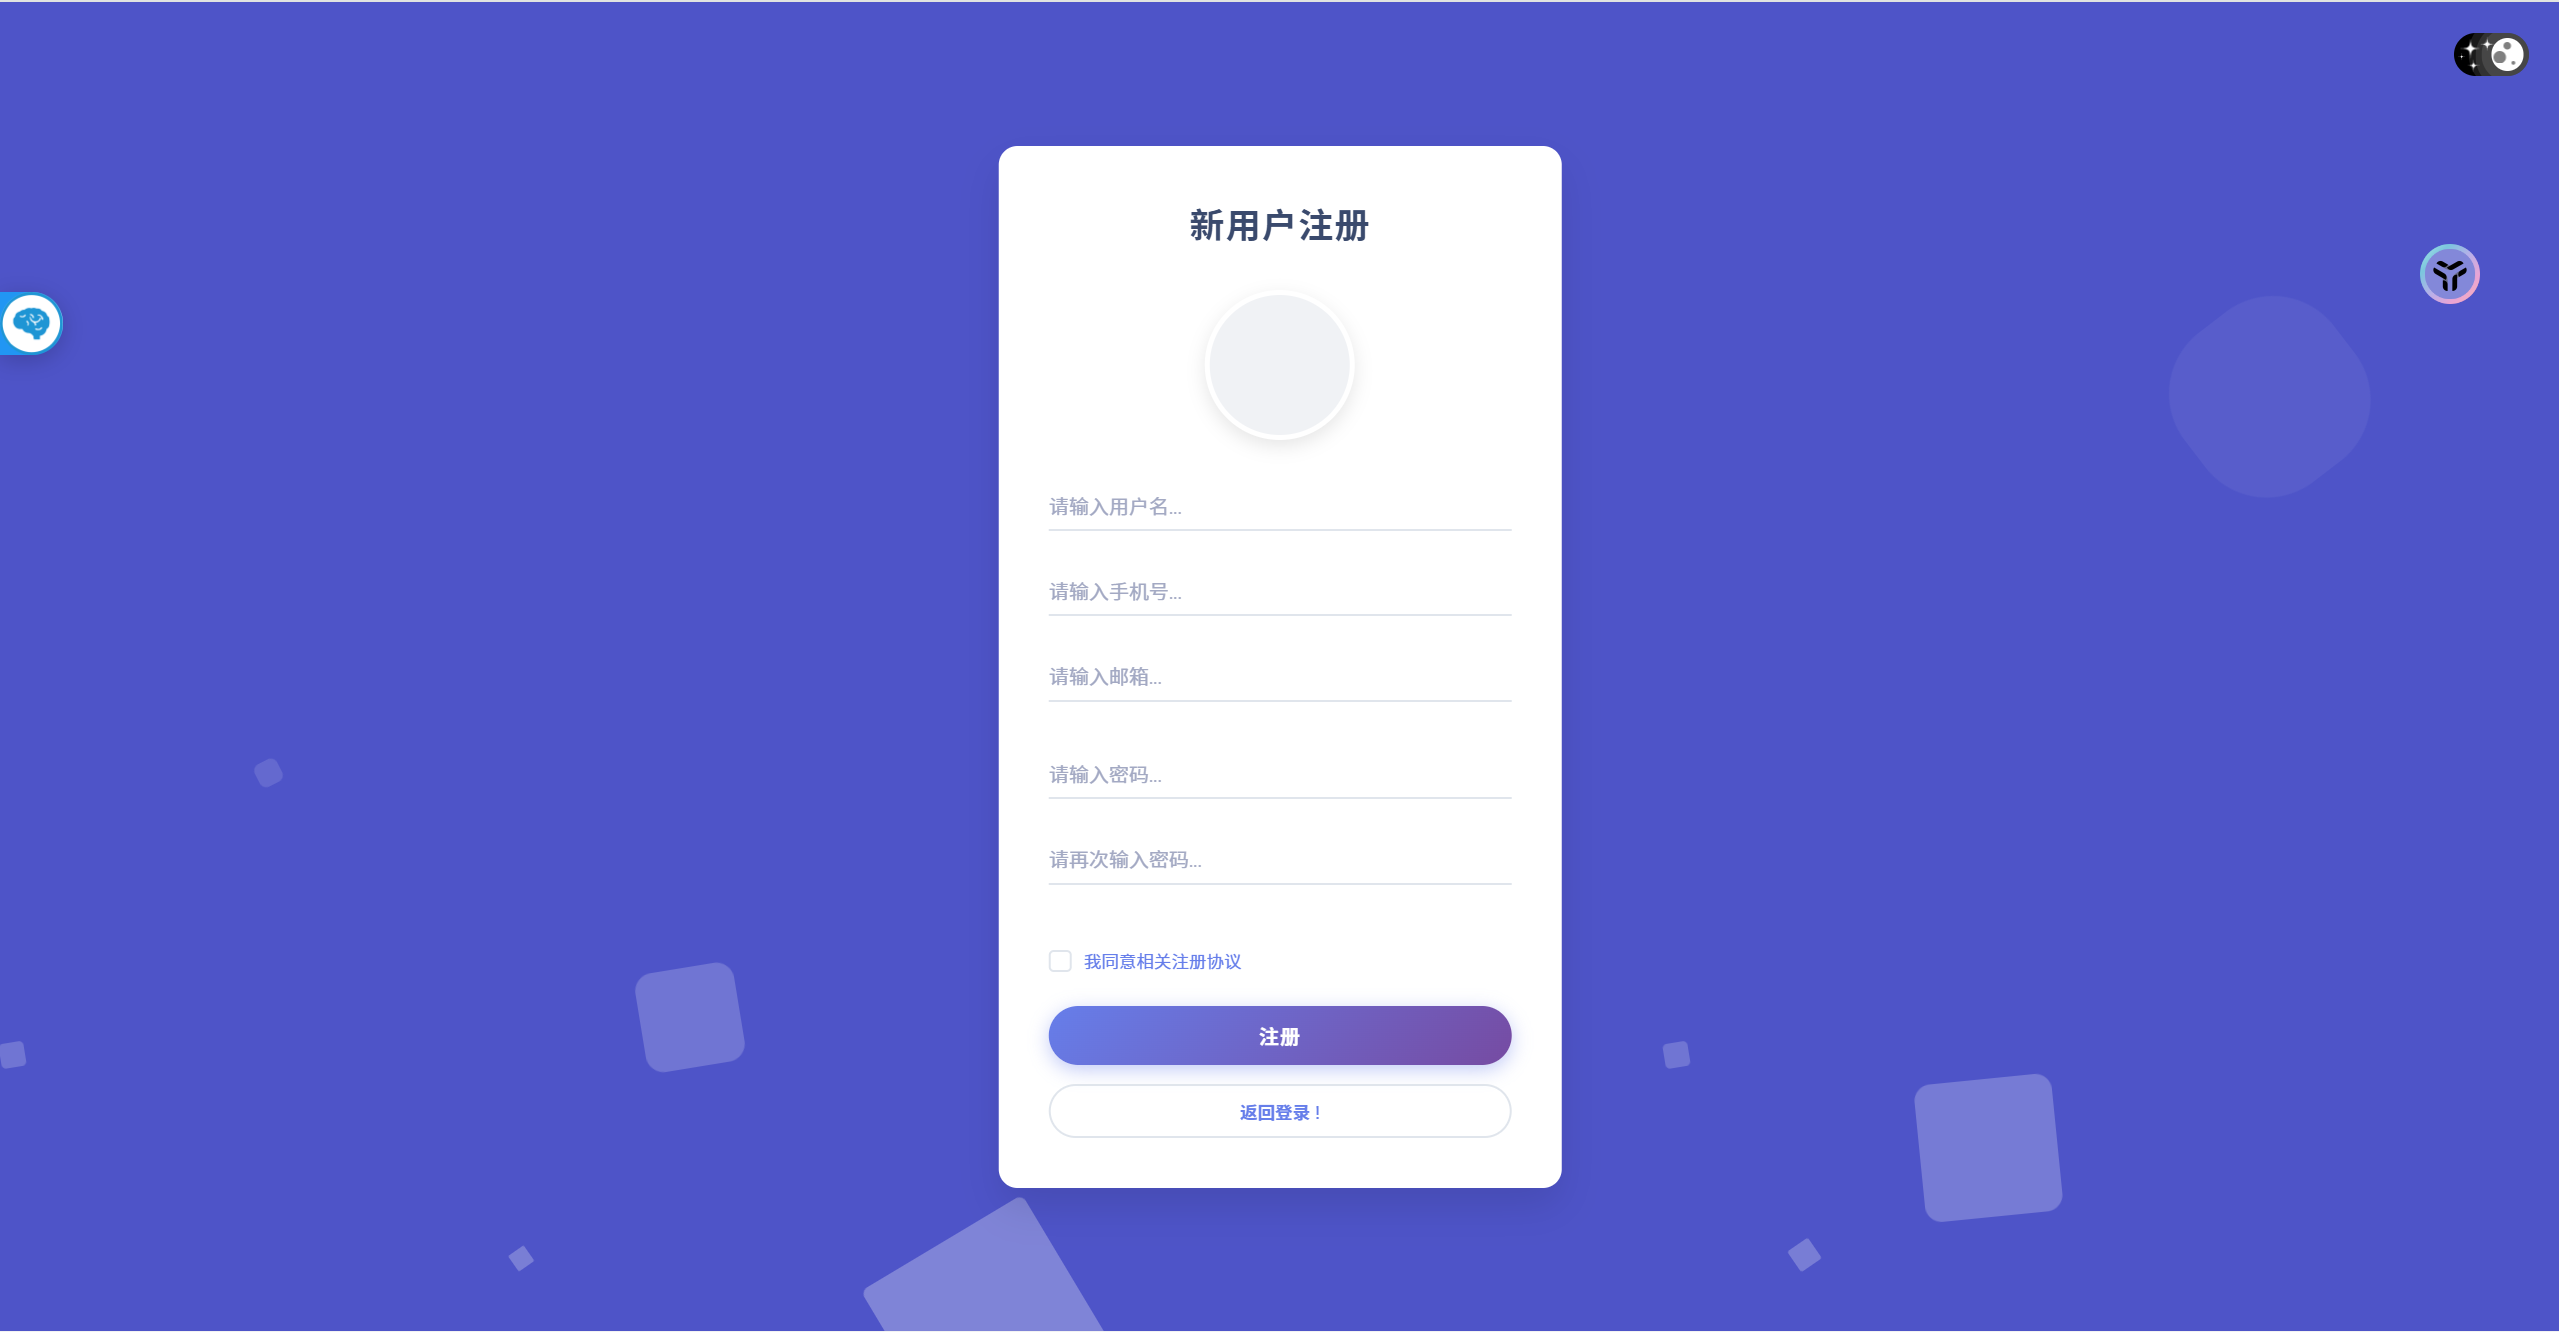 新用户注册
请输入用户名...
请输入手机号...
请输入邮箱...
请输入密码...
请再次输入密码...
我同意相关注册协议
注册
返回登录！